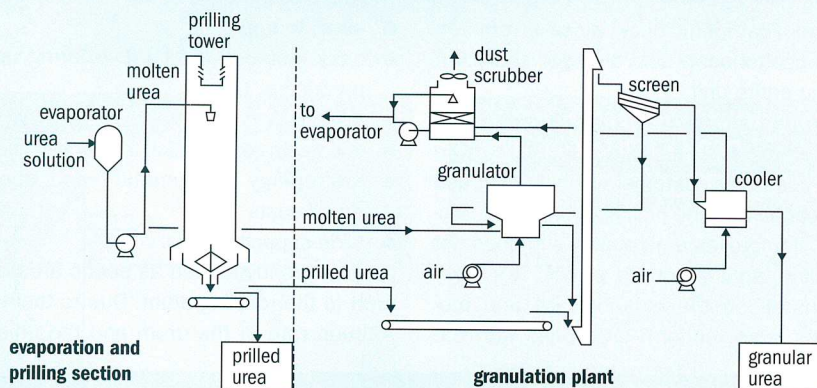 prilling
tower
molten
urea
evaporator
urea
solution
evaporation and
prilling section
prilled
urea
dust
scrubber
to
evaporator
granulator
molten urea
air
prilled urea
screen
cooler
air
granulation plant
granular
urea